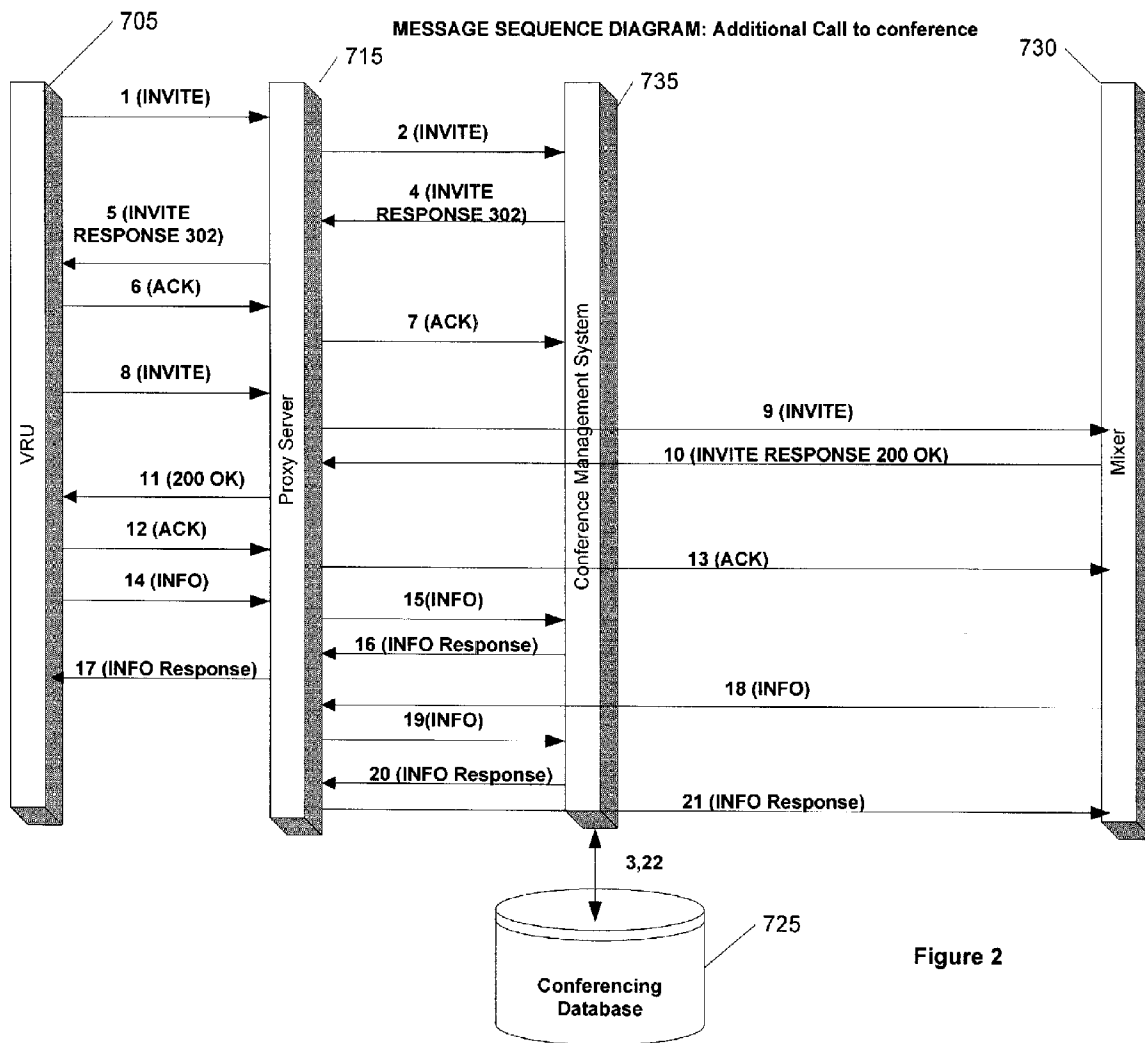 705
MESSAGE SEQUENCE DIAGRAM: Additional Call to conference
715
735
730
1 (INVITE)
2 (INVITE)
4 (INVITE
RESPONSE 302)
5 (INVITE
RESPONSE 302)
6 (ACK)
7 (ACK)
8 (INVITE)
9 (INVITE)
10 (INVITE RESPONSE 200 OK)
11 (200 OK)
12 (ACK)
13 (ACK)
14 (INFO)
15(INFO)
16 (INFO Response)
17 (INFO Response)
18 (INFO)
19(INFO)
20 (INFO Response)
21 (INFO Response)
VRU
Proxy Server
Conference Management System
Mixer
3,22
725
Conferencing
Database
Figure 2